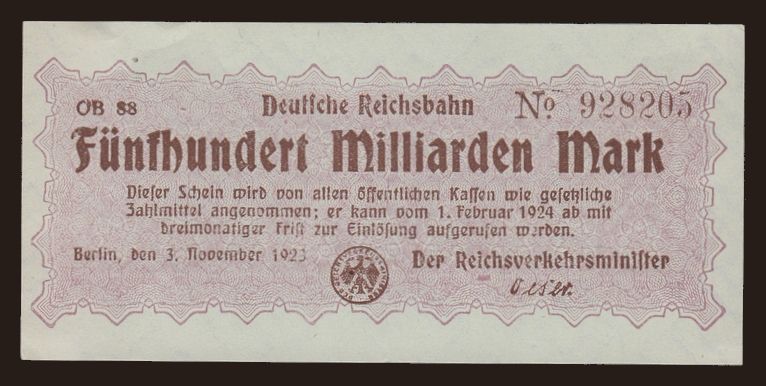 OB 88 Deutsche Reichsbahn No. 928205
Fünfhundert Milliarden Mark
Dieser Schein wird von allen öffentlichen Kassen wie gesetzliche
Zahlmittel angenommen; er kann vom 1. Februar 1924 ab mit
dreimonatiger Frist zur Einlösung aufgerufen werden.
Berlin, den 3. November 1923 Der Reichsverkehrsminister
Oeser.